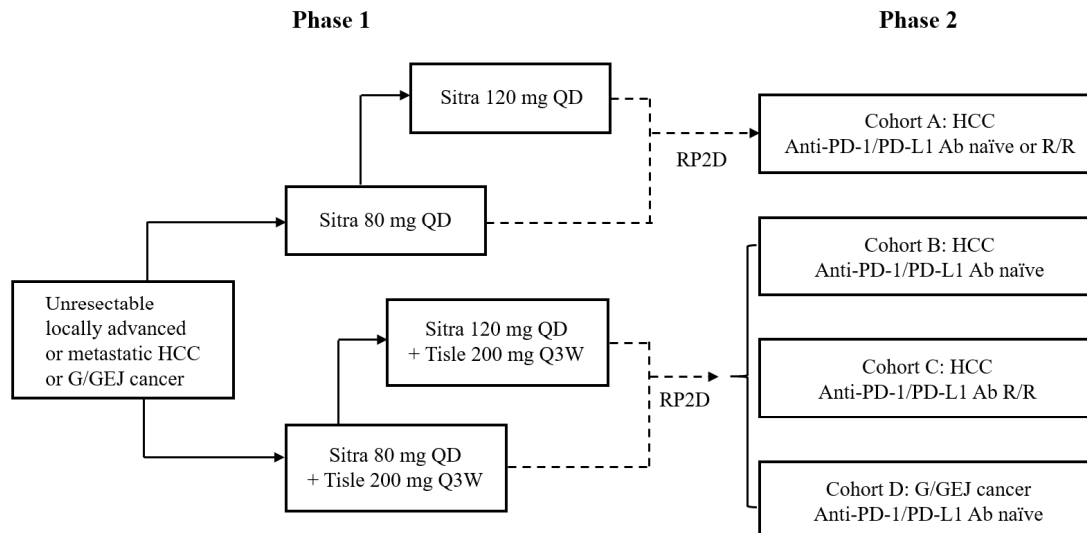 Phase 1
Phase 2
Sitra 120 mg QD
Cohort A: HCC
Anti-PD-1/PD-L1 Ab naïve or R/R
RP2D
Sitra 80 mg QD
Cohort B: HCC
Anti-PD-1/PD-L1 Ab naïve
Unresectable
locally advanced
or metastatic HCC
or G/GEJ cancer
Sitra 120 mg QD
+ Tisle 200 mg Q3W
Cohort C: HCC
Anti-PD-1/PD-L1 Ab R/R
RP2D
Sitra 80 mg QD
+ Tisle 200 mg Q3W
Cohort D: G/GEJ cancer
Anti-PD-1/PD-L1 Ab naïve